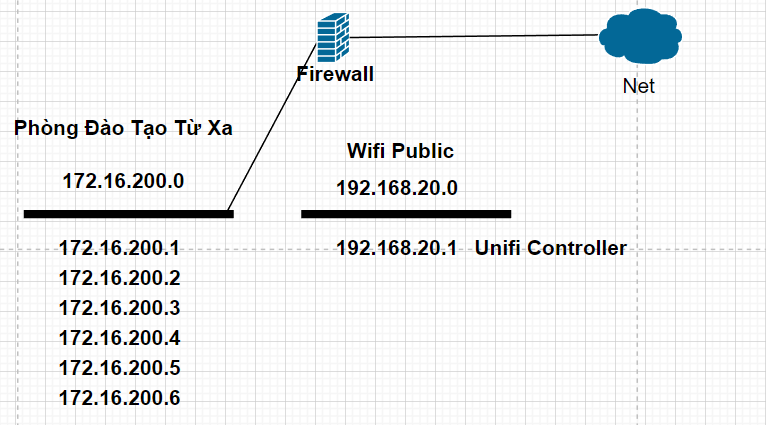 Firewall
Net
Phòng Đào Tạo Từ Xa
172.16.200.0
Wifi Public
192.168.20.0
172.16.200.1
172.16.200.2
172.16.200.3
172.16.200.4
172.16.200.5
172.16.200.6
192.168.20.1 Unifi Controller